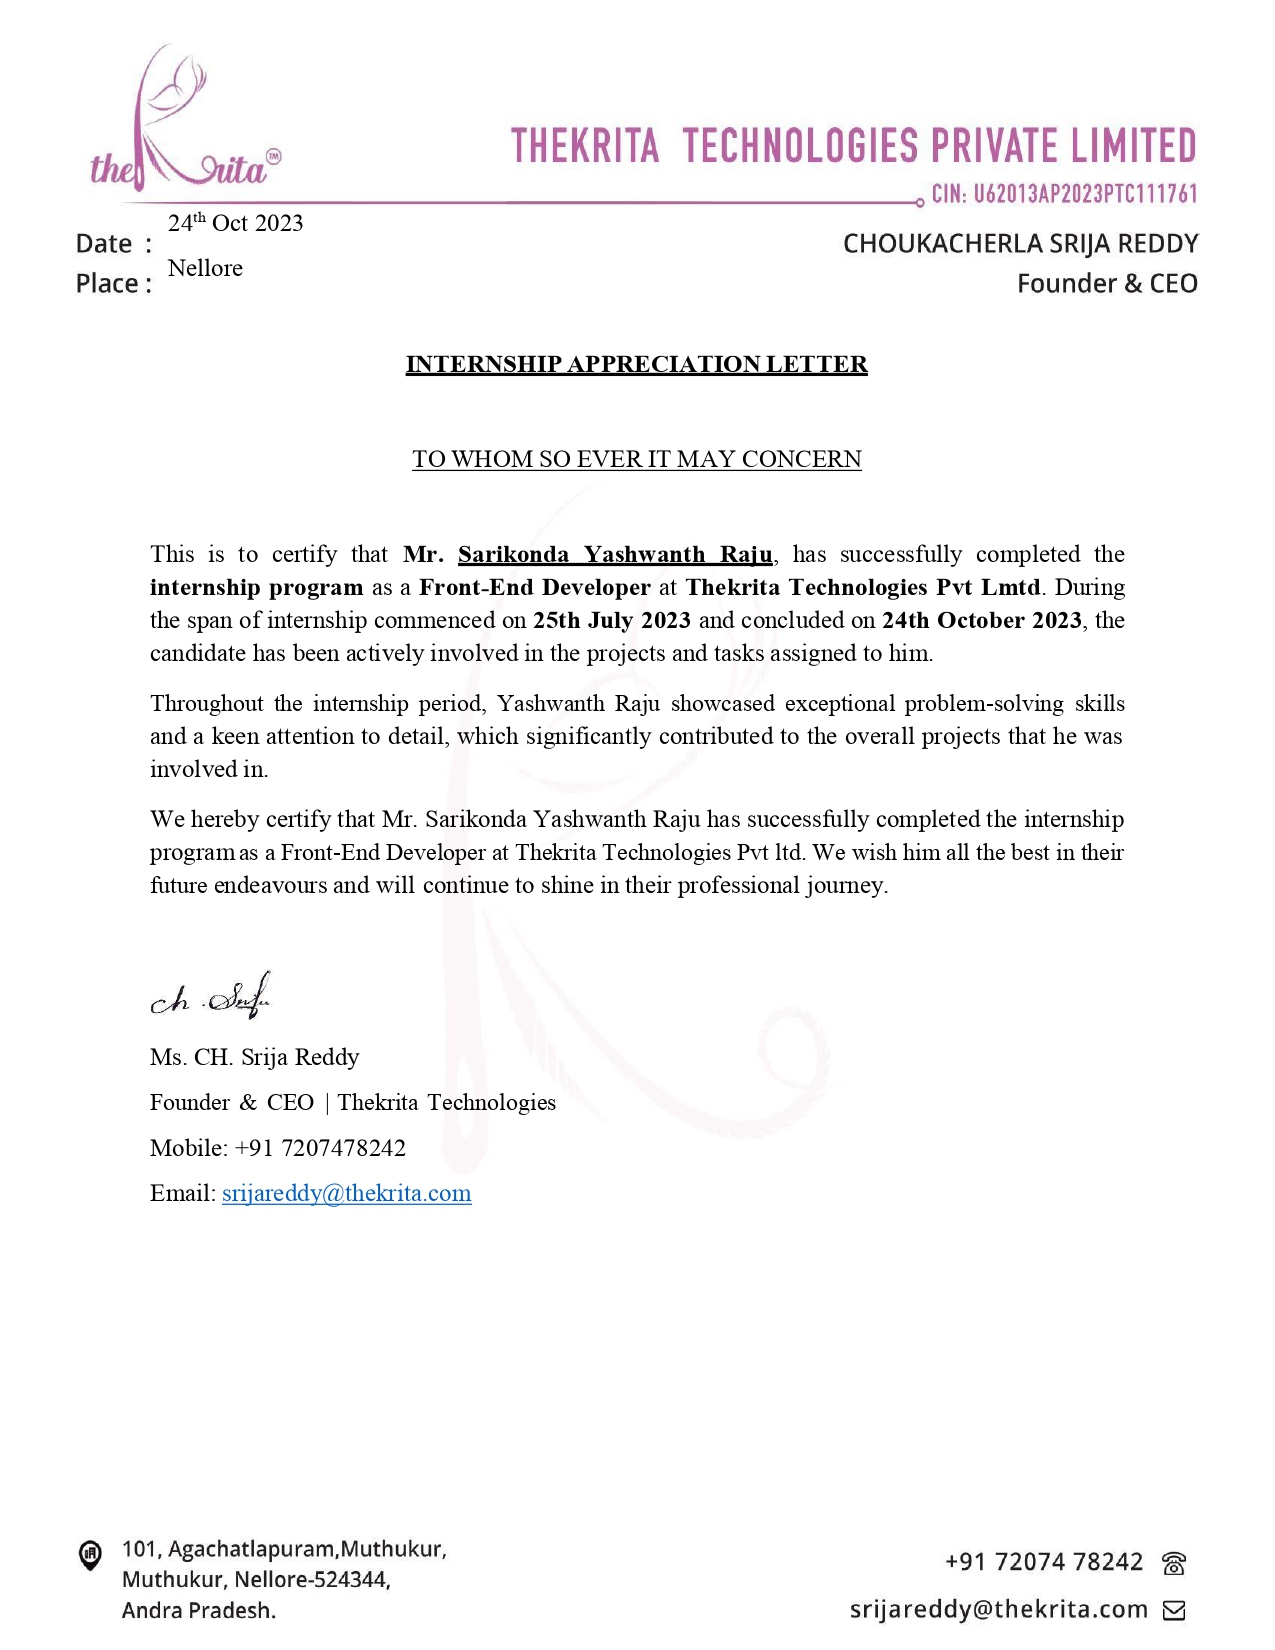 theKrita™
THEKRITA TECHNOLOGIES PRIVATE LIMITED
CIN: U62013AP2023PTC111761
Date : 24th Oct 2023
Place : Nellore
CHOUKACHERLA SRIJA REDDY
Founder & CEO
INTERNSHIP APPRECIATION LETTER
TO WHOM SO EVER IT MAY CONCERN
This is to certify that Mr. Sarikonda Yashwanth Raju, has successfully completed the
internship program as a Front-End Developer at Thekrita Technologies Pvt Lmtd. During
the span of internship commenced on 25th July 2023 and concluded on 24th October 2023, the
candidate has been actively involved in the projects and tasks assigned to him.
Throughout the internship period, Yashwanth Raju showcased exceptional problem-solving skills
and a keen attention to detail, which significantly contributed to the overall projects that he was
involved in.
We hereby certify that Mr. Sarikonda Yashwanth Raju has successfully completed the internship
program as a Front-End Developer at Thekrita Technologies Pvt ltd. We wish him all the best in their
future endeavours and will continue to shine in their professional journey.
Ch. Srija
Ms. CH. Srija Reddy
Founder & CEO | Thekrita Technologies
Mobile: +91 7207478242
Email: srijareddy@thekrita.com
101, Agachatlapuram,Muthukur,
Muthukur, Nellore-524344,
Andra Pradesh.
+91 72074 78242
srijareddy@thekrita.com